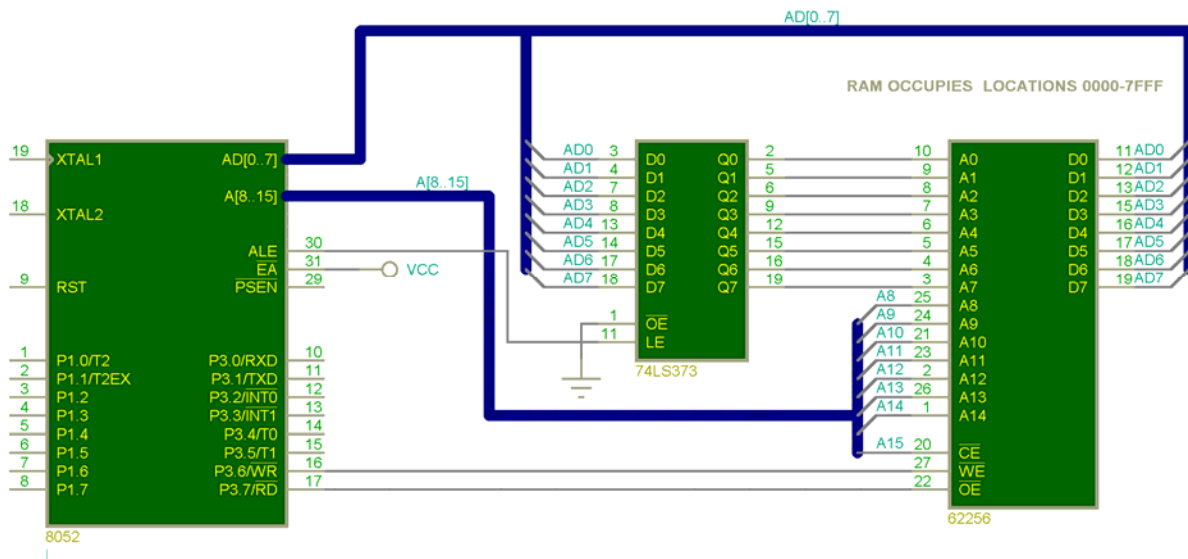 AD[0..7]
RAM OCCUPIES LOCATIONS 0000-7FFF
19 XTAL1 AD[0..7]
A[8..15]
A[8..15]
18 XTAL2
ALE 30
EA 31 VCC
9 RST PSEN 29
1 P1.0/T2 P3.0/RXD 10
2 P1.1/T2EX P3.1/TXD 11
3 P1.2 P3.2/INT0 12
4 P1.3 P3.3/INT1 13
5 P1.4 P3.4/T0 14
6 P1.5 P3.5/T1 15
7 P1.6 P3.6/WR 16
8 P1.7 P3.7/RD 17
8052
AD0 3 D0 Q0 2
AD1 4 D1 Q1 5
AD2 7 D2 Q2 6
AD3 8 D3 Q3 9
AD4 13 D4 Q4 12
AD5 14 D5 Q5 15
AD6 17 D6 Q6 16
AD7 18 D7 Q7 19
1 OE
11 LE
74LS373
10 A0 D0 11 AD0
9 A1 D1 12 AD1
8 A2 D2 13 AD2
7 A3 D3 15 AD3
6 A4 D4 16 AD4
5 A5 D5 17 AD5
4 A6 D6 18 AD6
3 A7 D7 19 AD7
A8 25 A8
A9 24 A9
A10 21 A10
A11 23 A11
A12 2 A12
A13 26 A13
A14 1 A14
A15 20 CE
27 WE
22 OE
62256